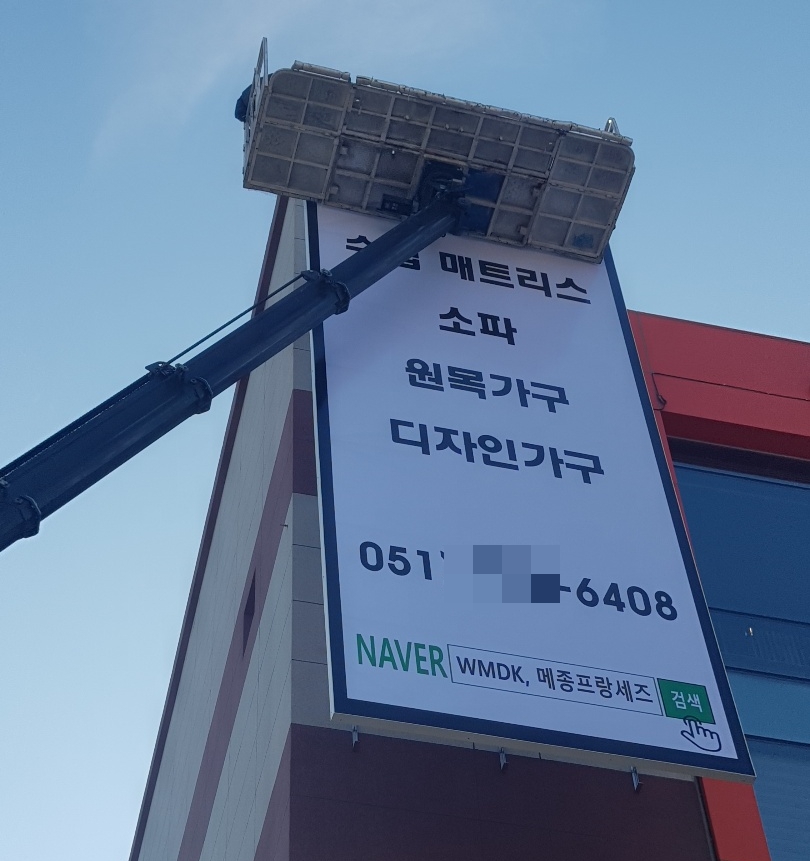 매트리스
소파
원목가구
디자인가구
051 -6408
NAVER WMDK, 메종프랑세즈 검색